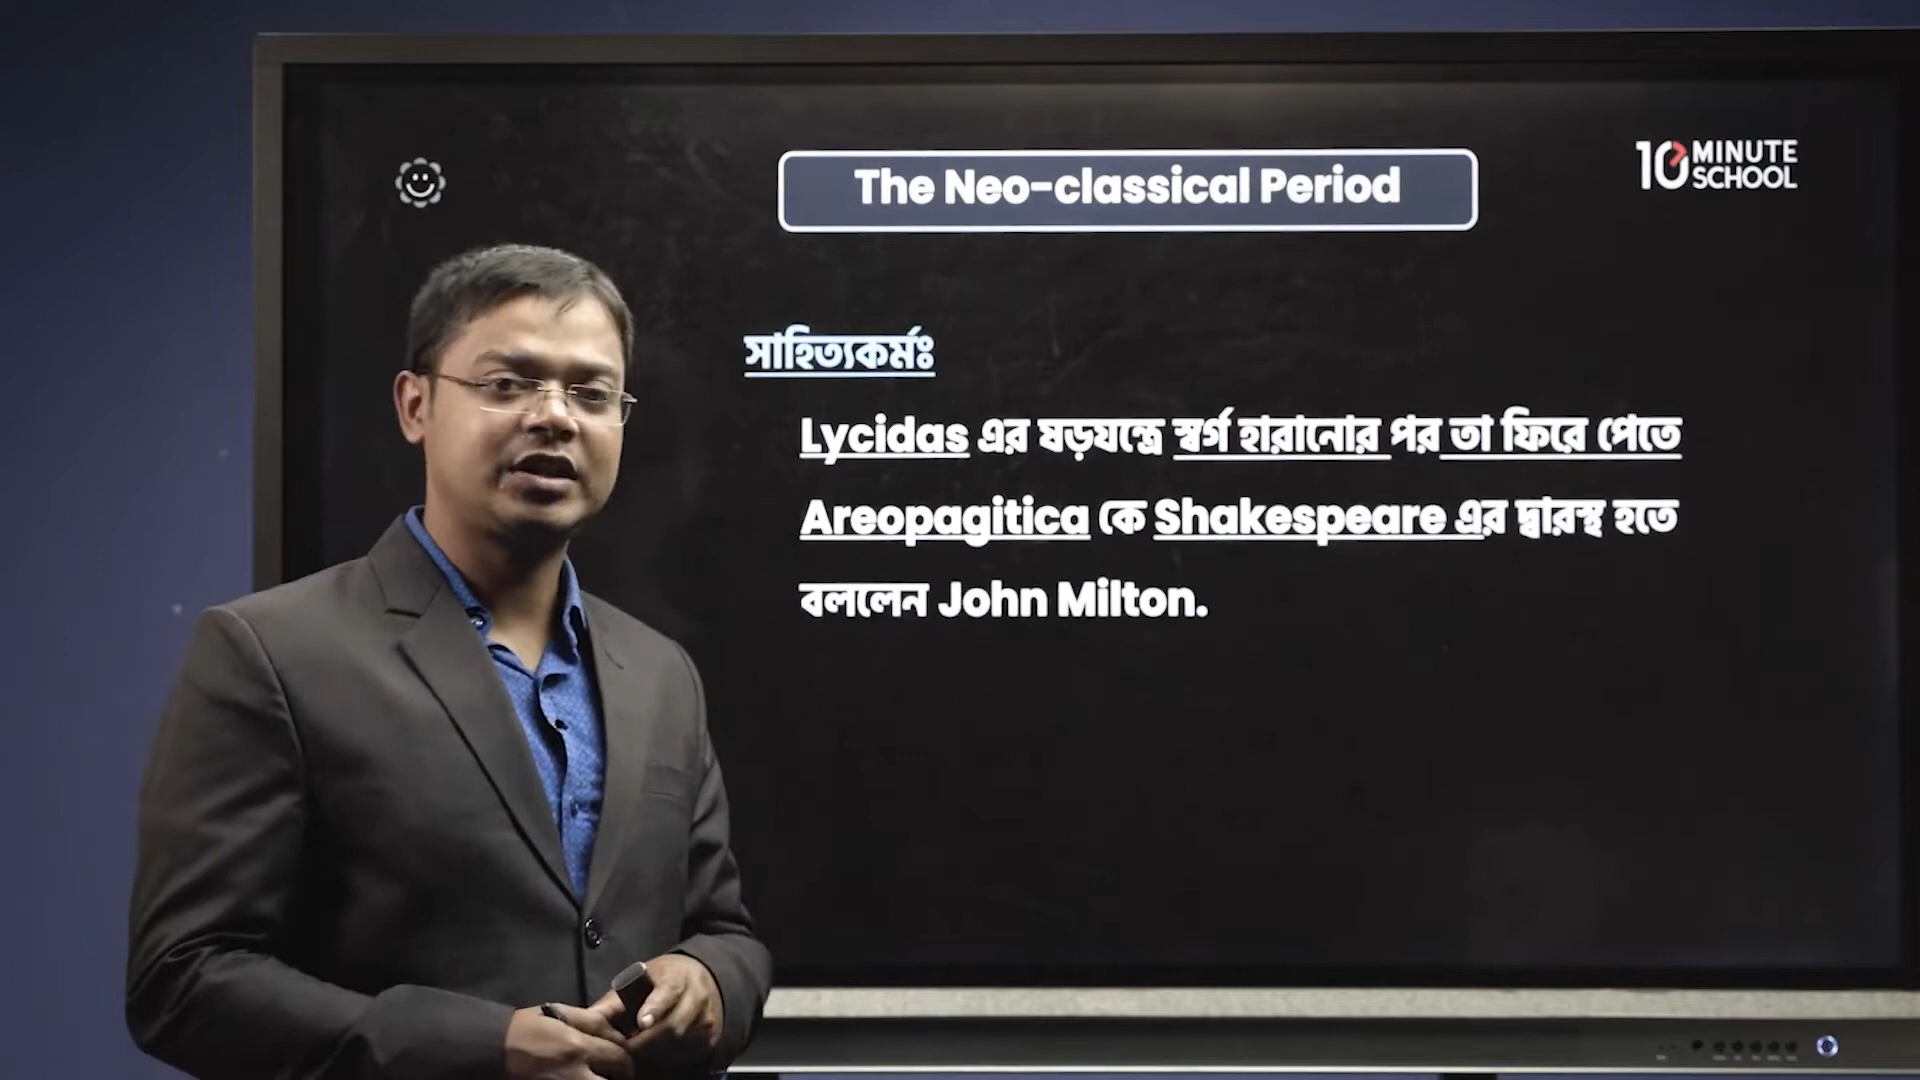 The Neo-classical Period
10 MINUTE SCHOOL
সাহিত্যকর্মঃ
Lycidas এর ষড়যন্ত্রে স্বর্গ হারানোর পর তা ফিরে পেতে
Areopagitica কে Shakespeare এর দ্বারস্থ হতে
বললেন John Milton.